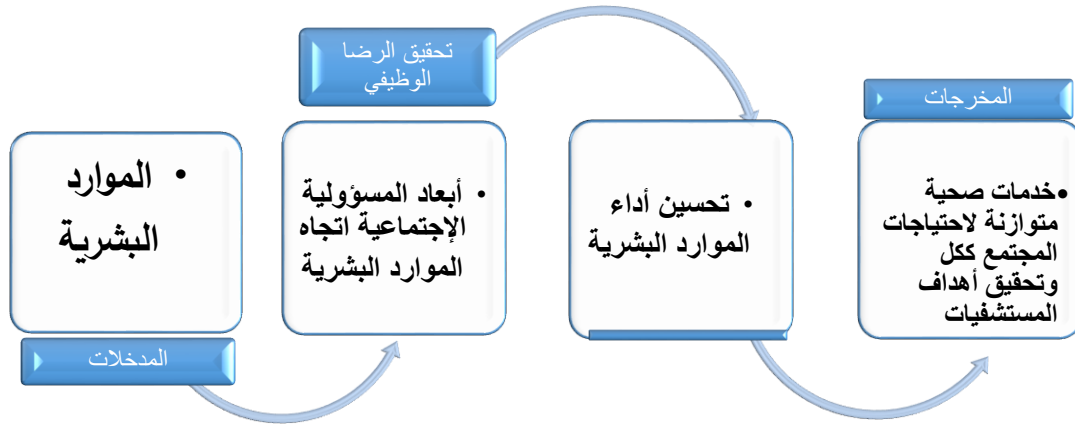 الموارد
البشرية
المدخلات
تحقيق الرضا
الوظيفي
أبعاد المسؤولية
الإجتماعية اتجاه
الموارد البشرية
تحسين أداء
الموارد البشرية
المخرجات
خدمات صحية
متوازنة لاحتياجات
المجتمع ككل
وتحقيق أهداف
المستشفيات